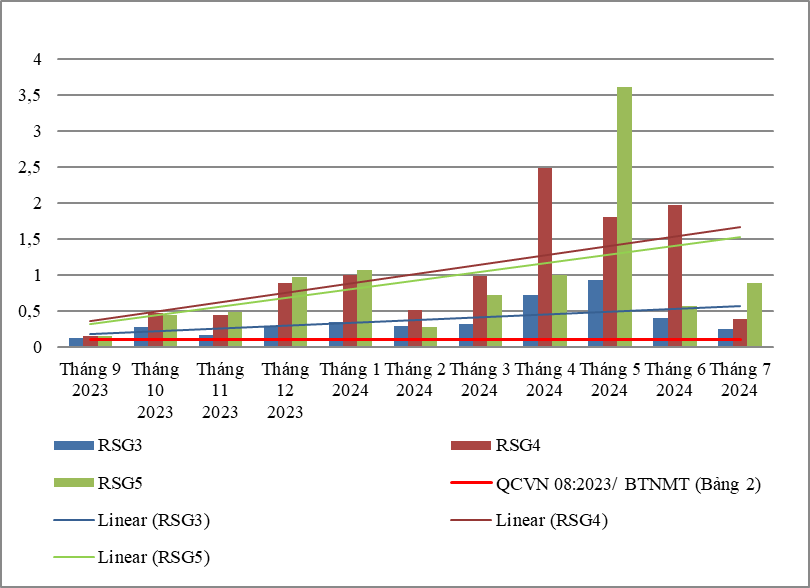 4
3,5
3
2,5
2
1,5
1
0,5
0
Tháng 9 Tháng Tháng Tháng Tháng 1 Tháng 2 Tháng 3 Tháng 4 Tháng 5 Tháng 6 Tháng 7
2023 10 11 12 2024 2024 2024 2024 2024 2024 2024
2023 2023 2023
RSG3 RSG4
RSG5 QCVN 08:2023/ BTNMT (Bảng 2)
Linear (RSG3) Linear (RSG4)
Linear (RSG5)